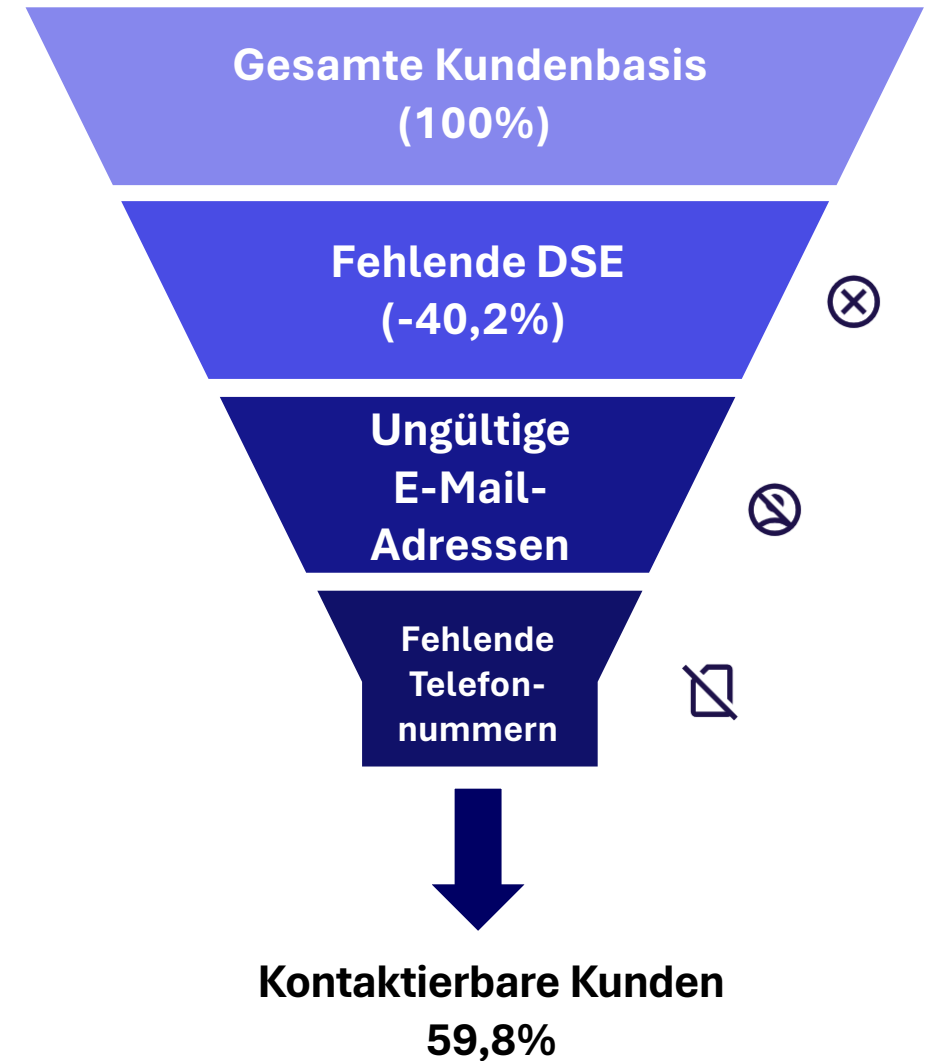 Gesamte Kundenbasis
(100%)
Fehlende DSE
(-40,2%)
Ungültige
E-Mail-
Adressen
Fehlende
Telefon-
nummern
Kontaktierbare Kunden
59,8%